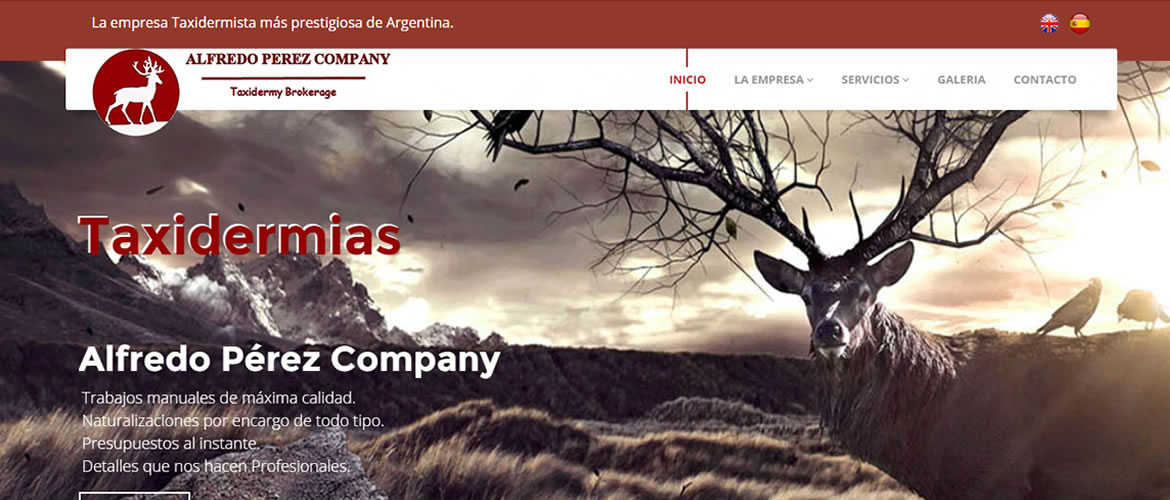 La empresa Taxidermista más prestigiosa de Argentina.
ALFREDO PEREZ COMPANY
Taxidermy Brokerage
INICIO LA EMPRESA SERVICIOS GALERIA CONTACTO
Taxidermias
Alfredo Pérez Company
Trabajos manuales de máxima calidad.
Naturalizaciones por encargo de todo tipo.
Presupuestos al instante.
Detalles que nos hacen Profesionales.